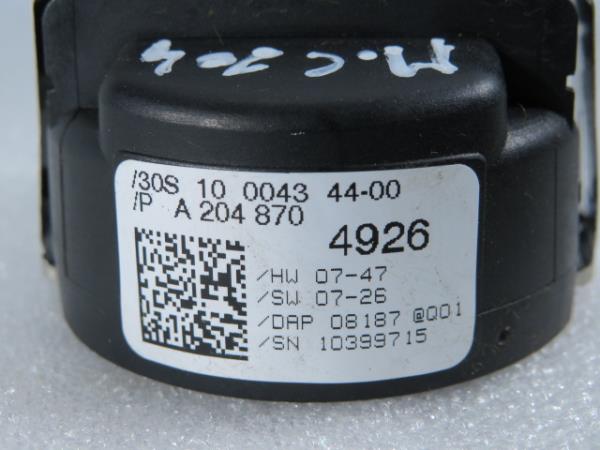 M.C204
/30S 10 0043 44-00
/P A 204 870
4926
/HW 07-47
/SW 07-26
/DAP 08187 @Q01
/SN 10399715